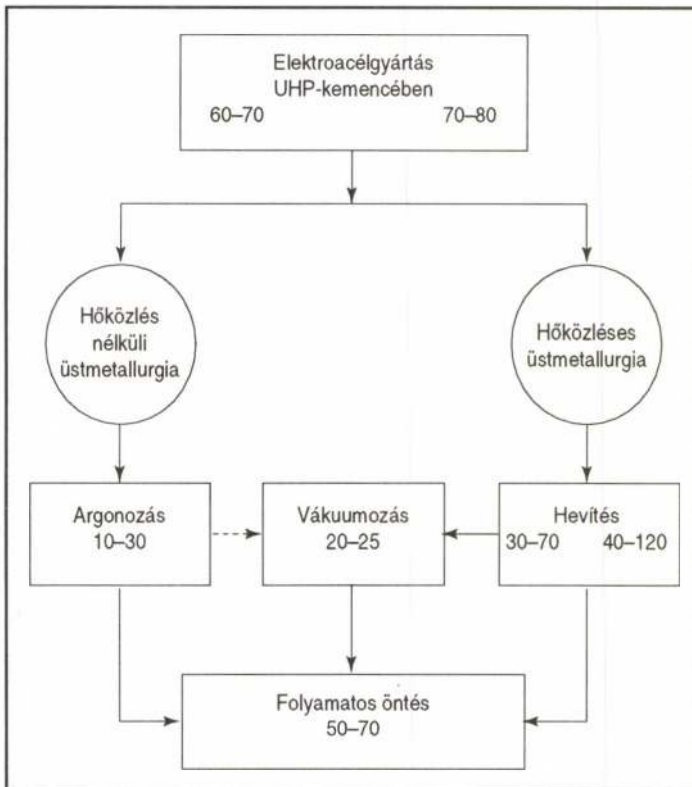 Elektroacélgyártás
UHP-kemencében
60–70 70–80
Hőközlés
nélküli
üstmetallurgia
Hőközléses
üstmetallurgia
Argonozás
10–30
Vákuumozás
20–25
Hevítés
30–70 40–120
Folyamatos öntés
50–70